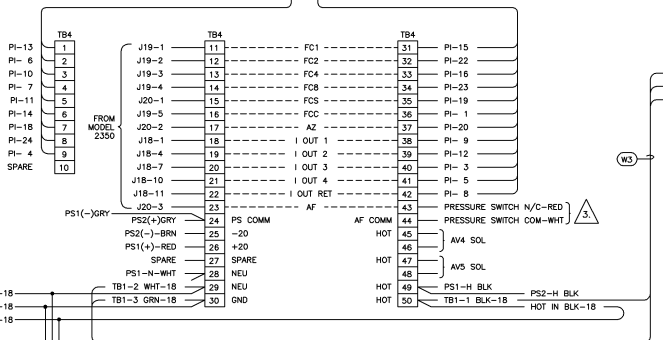 TB4 TB4 TB4
PI-13 1 J19-1 11 FC1 31 PI-15
PI- 6 2 J19-2 12 FC2 32 PI-22
PI-10 3 J19-3 13 FC4 33 PI-16
PI- 7 4 J19-4 14 FC8 34 PI-23
PI-11 5 J20-1 15 FCS 35 PI-19
PI-14 6 J19-5 16 FCC 36 PI- 1
PI-18 7 J20-2 17 AZ 37 PI-20
PI-24 8 J18-1 18 I OUT 1 38 PI- 9
PI- 4 9 J18-4 19 I OUT 2 39 PI-12
SPARE 10 J18-7 20 I OUT 3 40 PI- 3
FROM
MODEL
2350
J18-10 21 I OUT 4 41 PI- 5
J18-11 22 I OUT RET 42 PI- 8
J20-3 23 AF 43 PRESSURE SWITCH N/C-RED
PS1(-)GRY
PS2(+)GRY 24 PS COMM AF COMM 44 PRESSURE SWITCH COM-WHT
3.
PS2(-)-BRN 25 -20 HOT 45
PS1(+)-RED 26 +20 46
AV4 SOL
SPARE 27 SPARE HOT 47
PS1-N-WHT 28 NEU 48
AV5 SOL
TB1-2 WHT-18 29 NEU HOT 49 PS1-H BLK
PS2-H BLK
TB1-3 GRN-18 30 GND HOT 50 TB1-1 BLK-18
HOT IN BLK-18
-18
-18
-18
W3